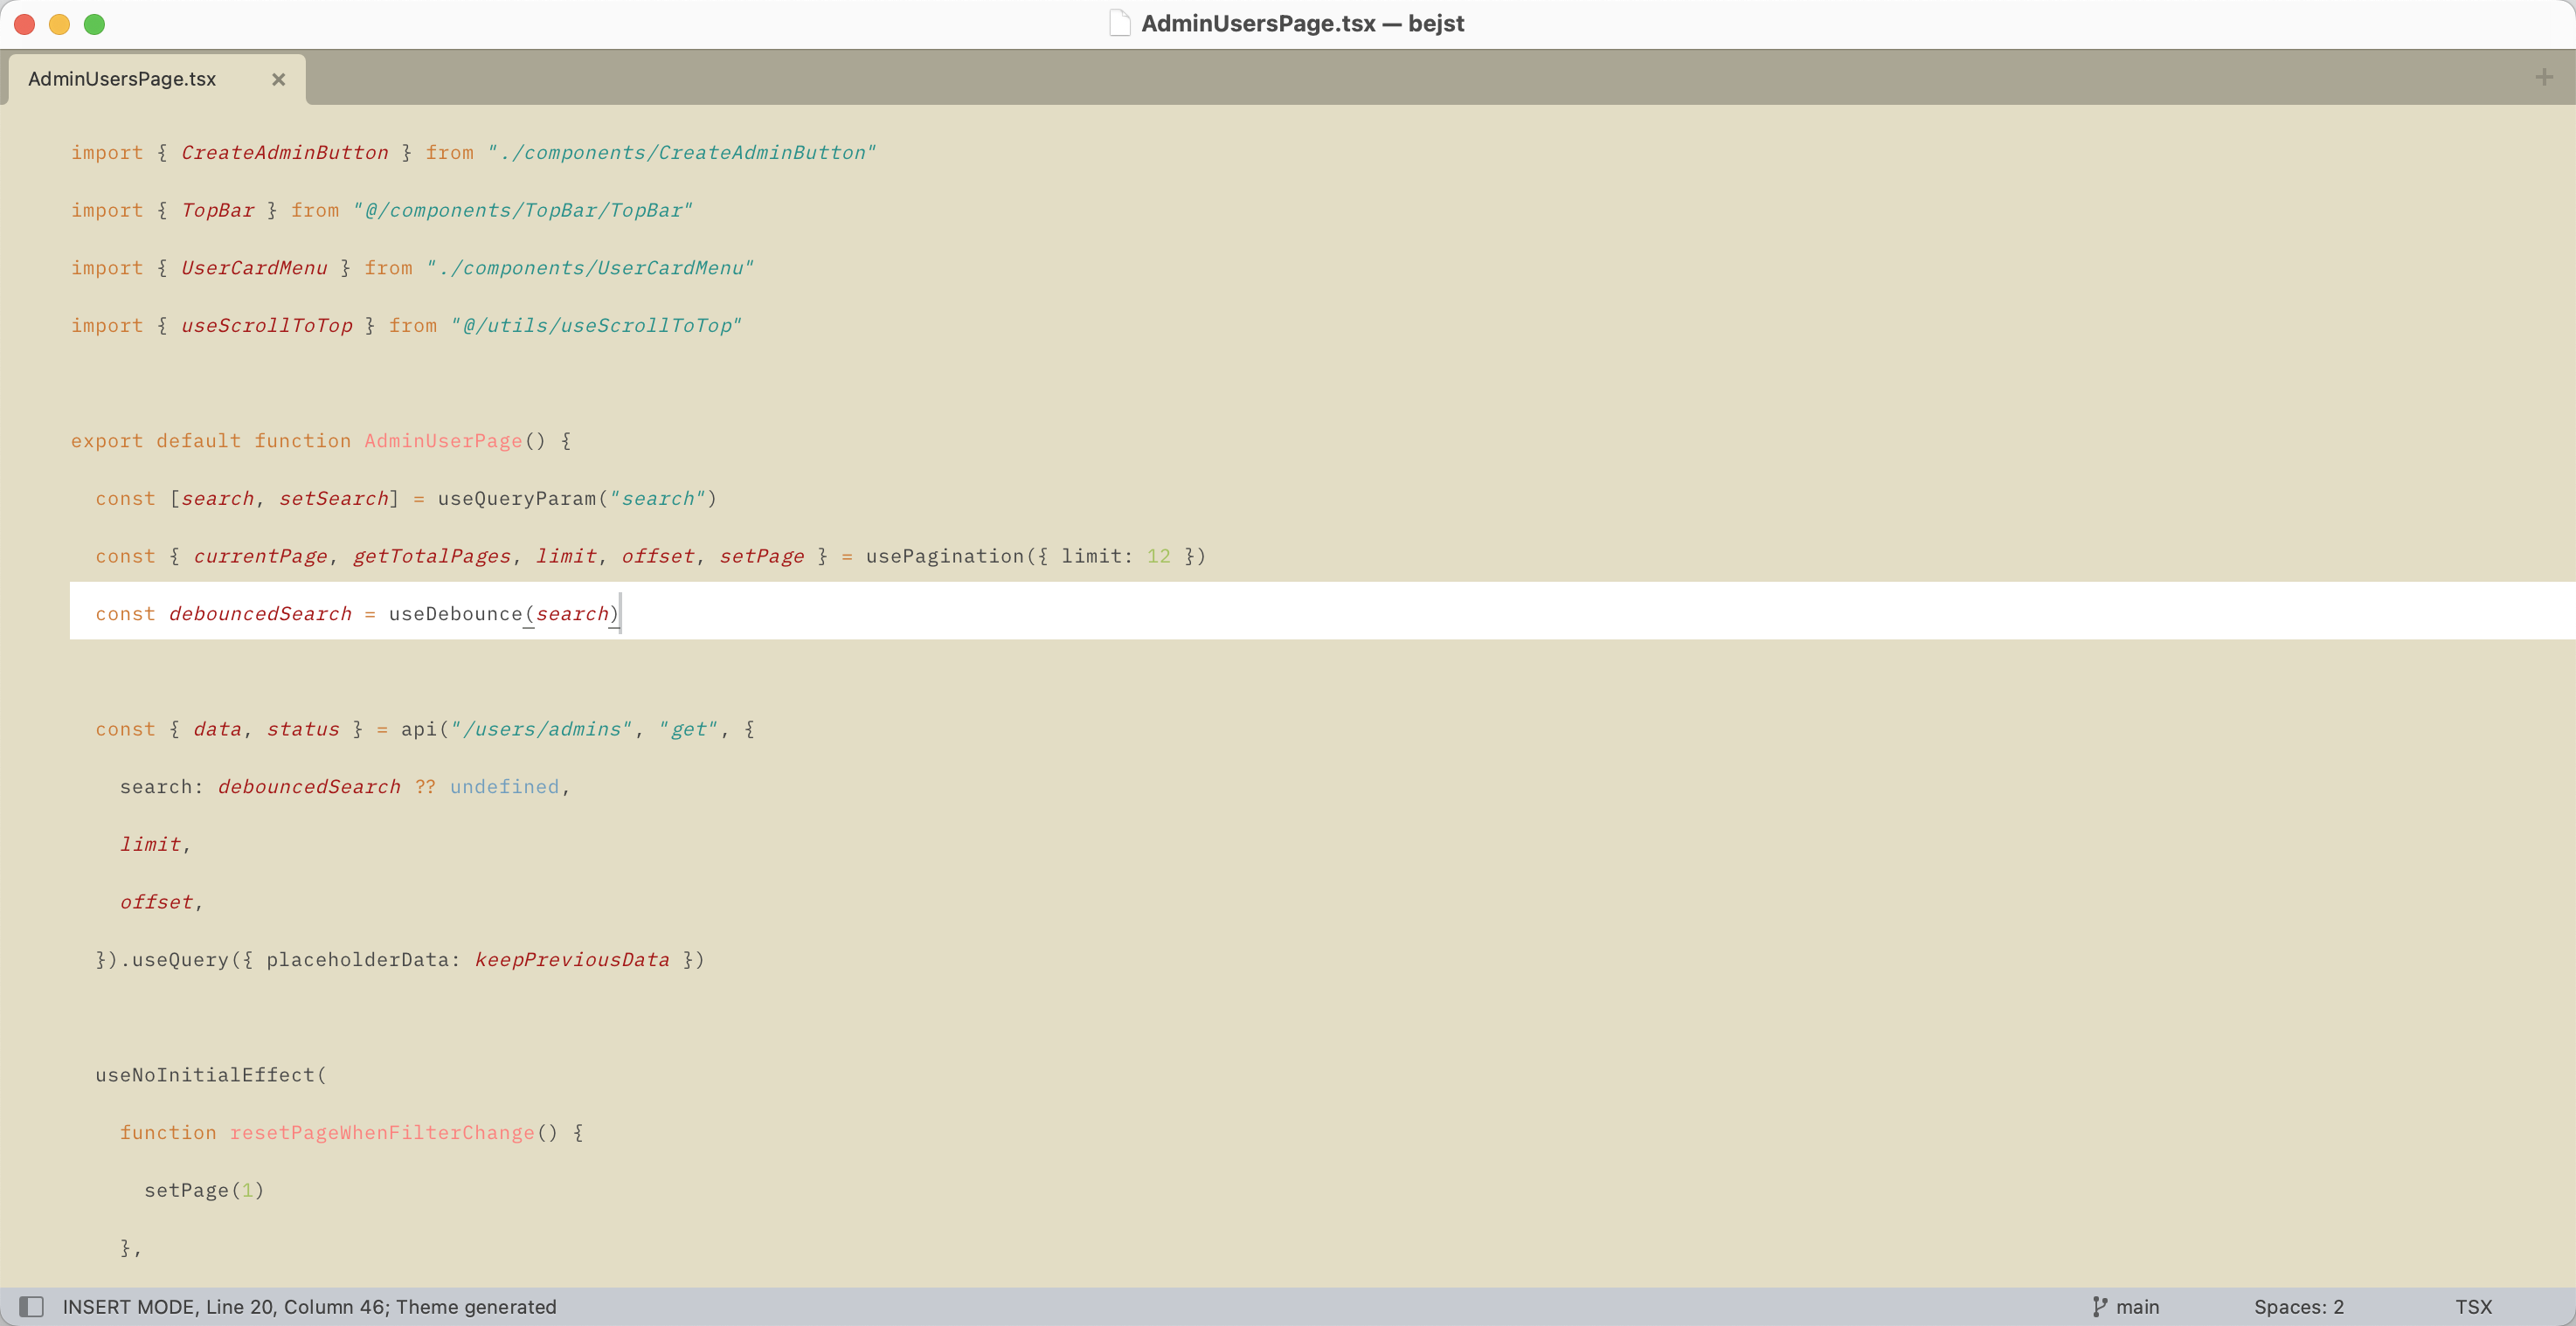 AdminUsersPage.tsx — bejst
AdminUsersPage.tsx
import { CreateAdminButton } from "./components/CreateAdminButton"
import { TopBar } from "@/components/TopBar/TopBar"
import { UserCardMenu } from "./components/UserCardMenu"
import { useScrollToTop } from "@/utils/useScrollToTop"
export default function AdminUserPage() {
const [search, setSearch] = useQueryParam("search")
const { currentPage, getTotalPages, limit, offset, setPage } = usePagination({ limit: 12 })
const debouncedSearch = useDebounce(search)
const { data, status } = api("/users/admins", "get", {
search: debouncedSearch ?? undefined,
limit,
offset,
}).useQuery({ placeholderData: keepPreviousData })
useNoInitialEffect(
function resetPageWhenFilterChange() {
setPage(1)
},
INSERT MODE, Line 20, Column 46; Theme generated
main
Spaces: 2
TSX